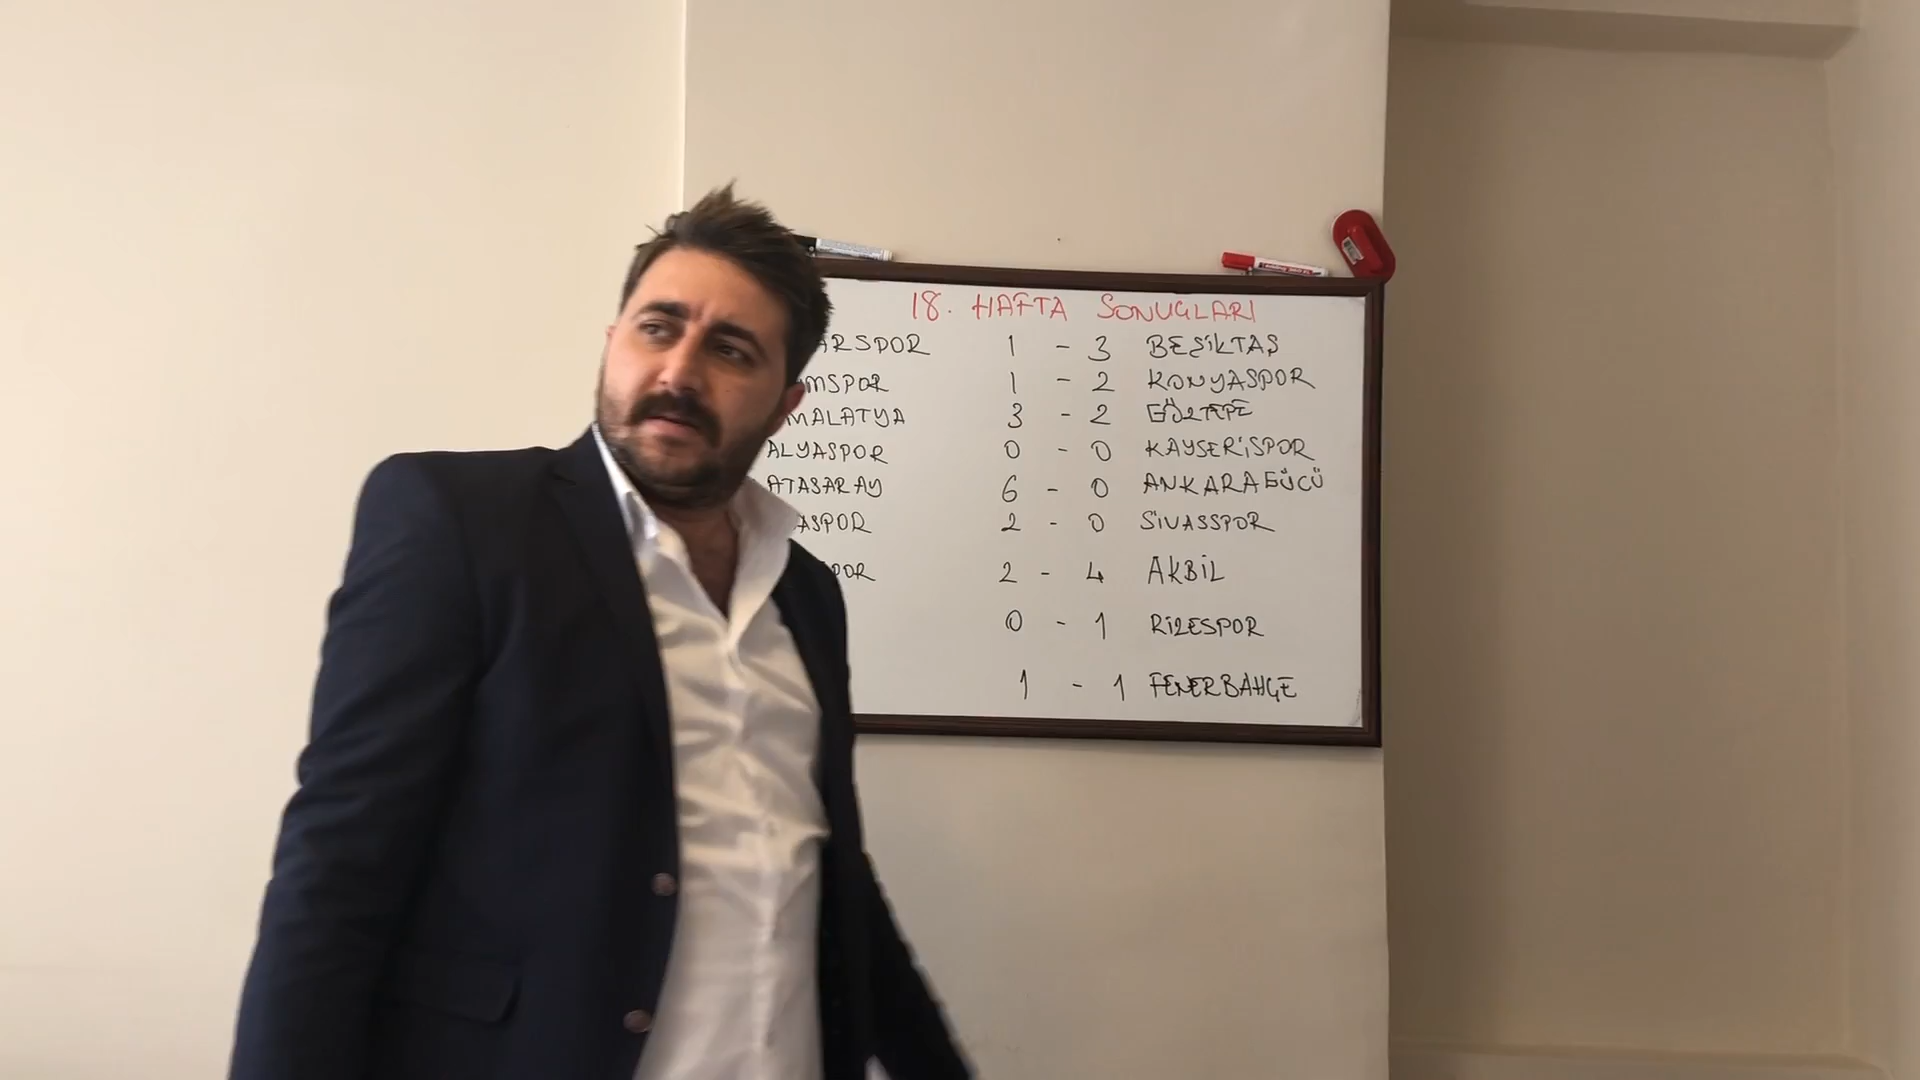 18. HAFTA SONUÇLARI
ARSPOR 1 - 3 BEŞİKTAŞ
MSPOR 1 - 2 KONYASPOR
MALATYA 3 - 2 GÖZTEPE
ALYASPOR 0 - 0 KAYSERİSPOR
ATASARAY 6 - 0 ANKARAGÜCÜ
ASPOR 2 - 0 SİVASSPOR
POR 2 - 4 AKBİL
0 - 1 RİZESPOR
1 - 1 FENERBAHÇE